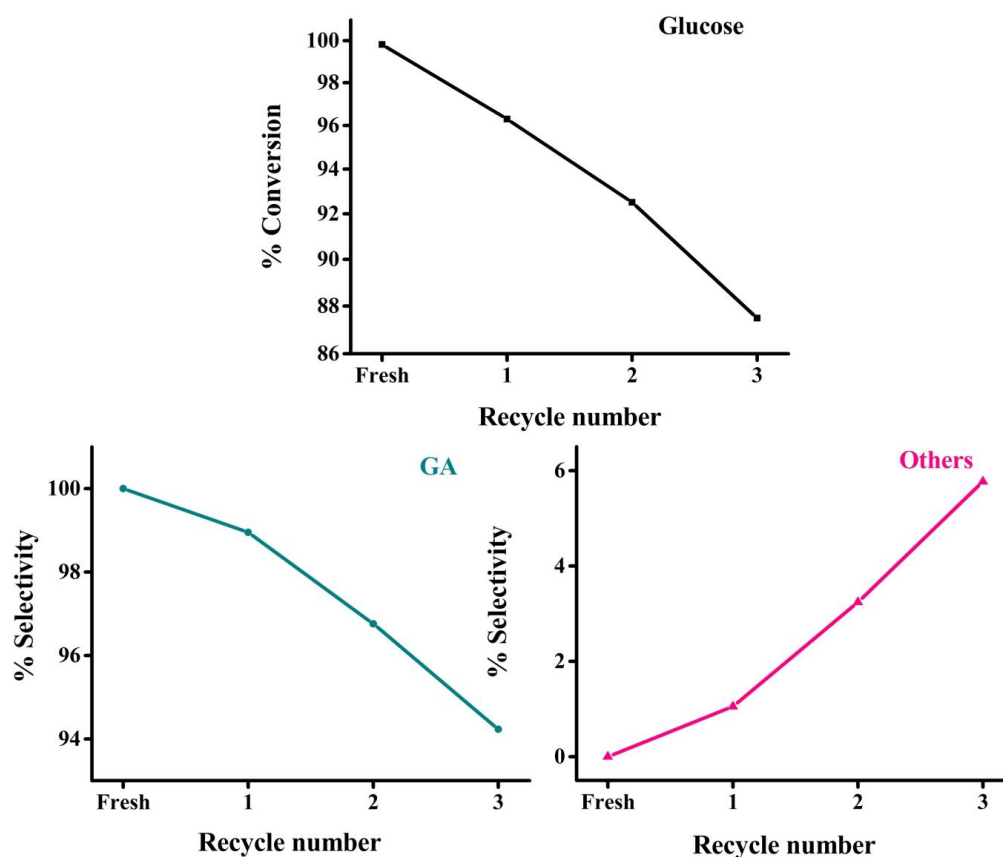 Glucose
% Conversion
100
98
96
94
92
90
88
86
Fresh 1 2 3
Recycle number
GA
% Selectivity
100
98
96
94
Fresh 1 2 3
Recycle number
Others
% Selectivity
6
4
2
0
Fresh 1 2 3
Recycle number